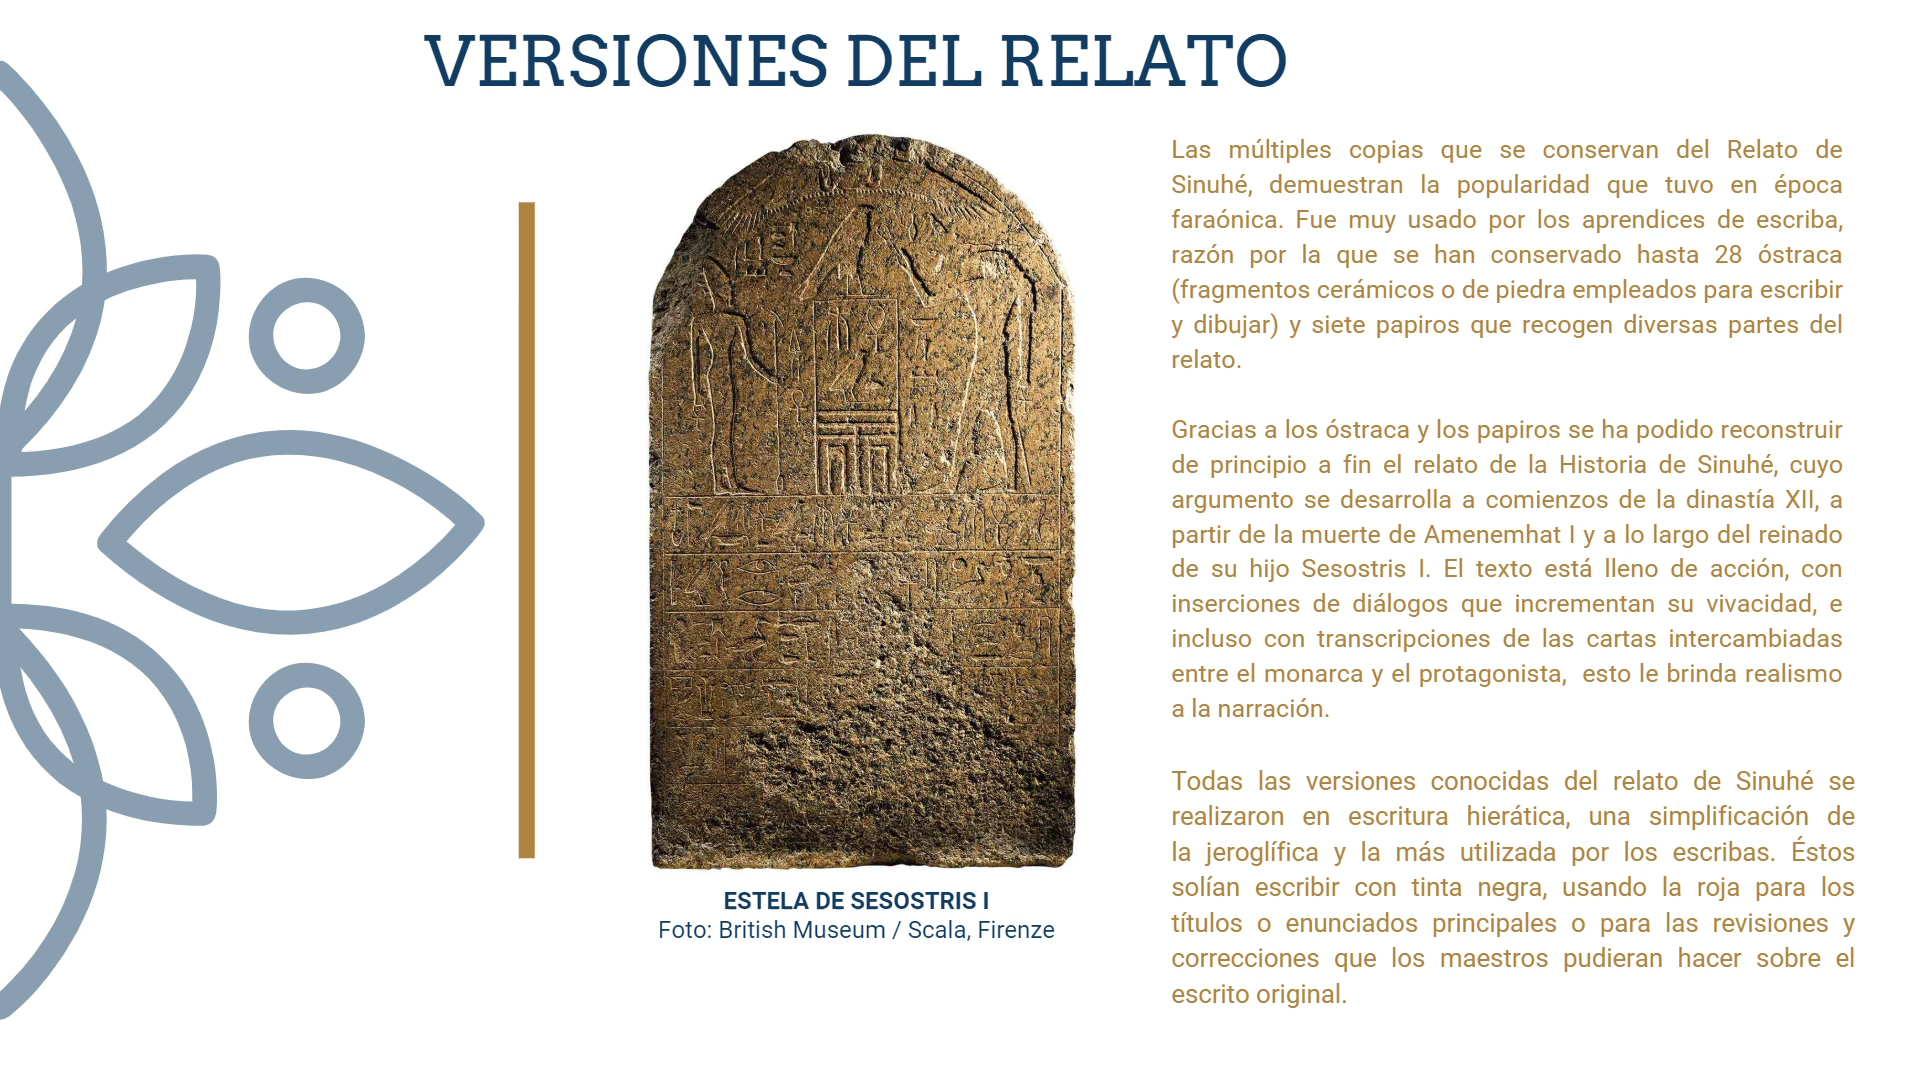 VERSIONES DEL RELATO
Las múltiples copias que se conservan del Relato de
Sinuhé, demuestran la popularidad que tuvo en época
faraónica. Fue muy usado por los aprendices de escriba,
razón por la que se han conservado hasta 28 óstraca
(fragmentos cerámicos o de piedra empleados para escribir
y dibujar) y siete papiros que recogen diversas partes del
relato.
Gracias a los óstraca y los papiros se ha podido reconstruir
de principio a fin el relato de la Historia de Sinuhé, cuyo
argumento se desarrolla a comienzos de la dinastía XII, a
partir de la muerte de Amenemhat I y a lo largo del reinado
de su hijo Sesostris I. El texto está lleno de acción, con
inserciones de diálogos que incrementan su vivacidad, e
incluso con transcripciones de las cartas intercambiadas
entre el monarca y el protagonista, esto le brinda realismo
a la narración.
Todas las versiones conocidas del relato de Sinuhé se
realizaron en escritura hierática, una simplificación de
la jeroglífica y la más utilizada por los escribas. Éstos
solían escribir con tinta negra, usando la roja para los
títulos o enunciados principales o para las revisiones y
correcciones que los maestros pudieran hacer sobre el
escrito original.
ESTELA DE SESOSTRIS I
Foto: British Museum / Scala, Firenze